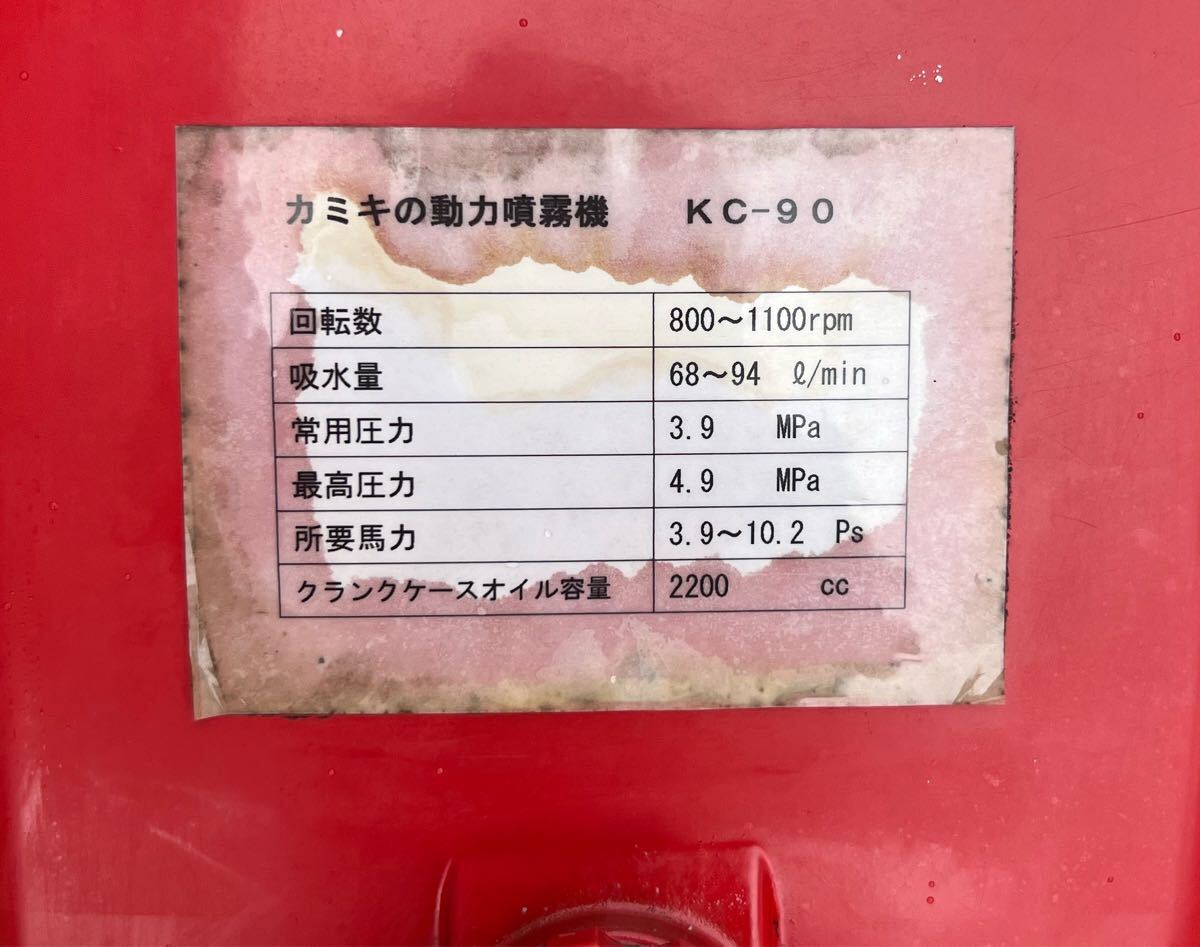 カミキの動力噴霧機　　ＫＣ−９０
回転数 800〜1100rpm
吸水量 68〜94 ℓ/min
常用圧力 3.9 MPa
最高圧力 4.9 MPa
所要馬力 3.9〜10.2 Ps
クランクケースオイル容量 2200 cc